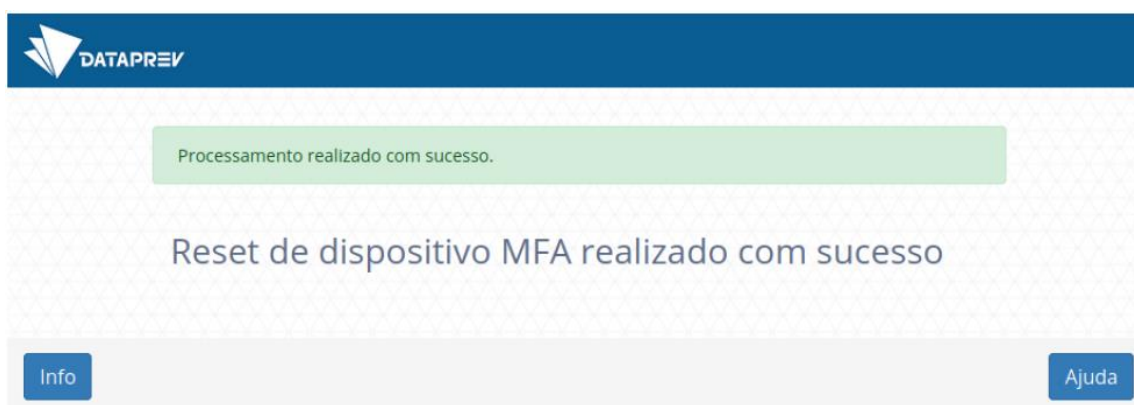 DATAPREV
Processamento realizado com sucesso.
Reset de dispositivo MFA realizado com sucesso
Info
Ajuda